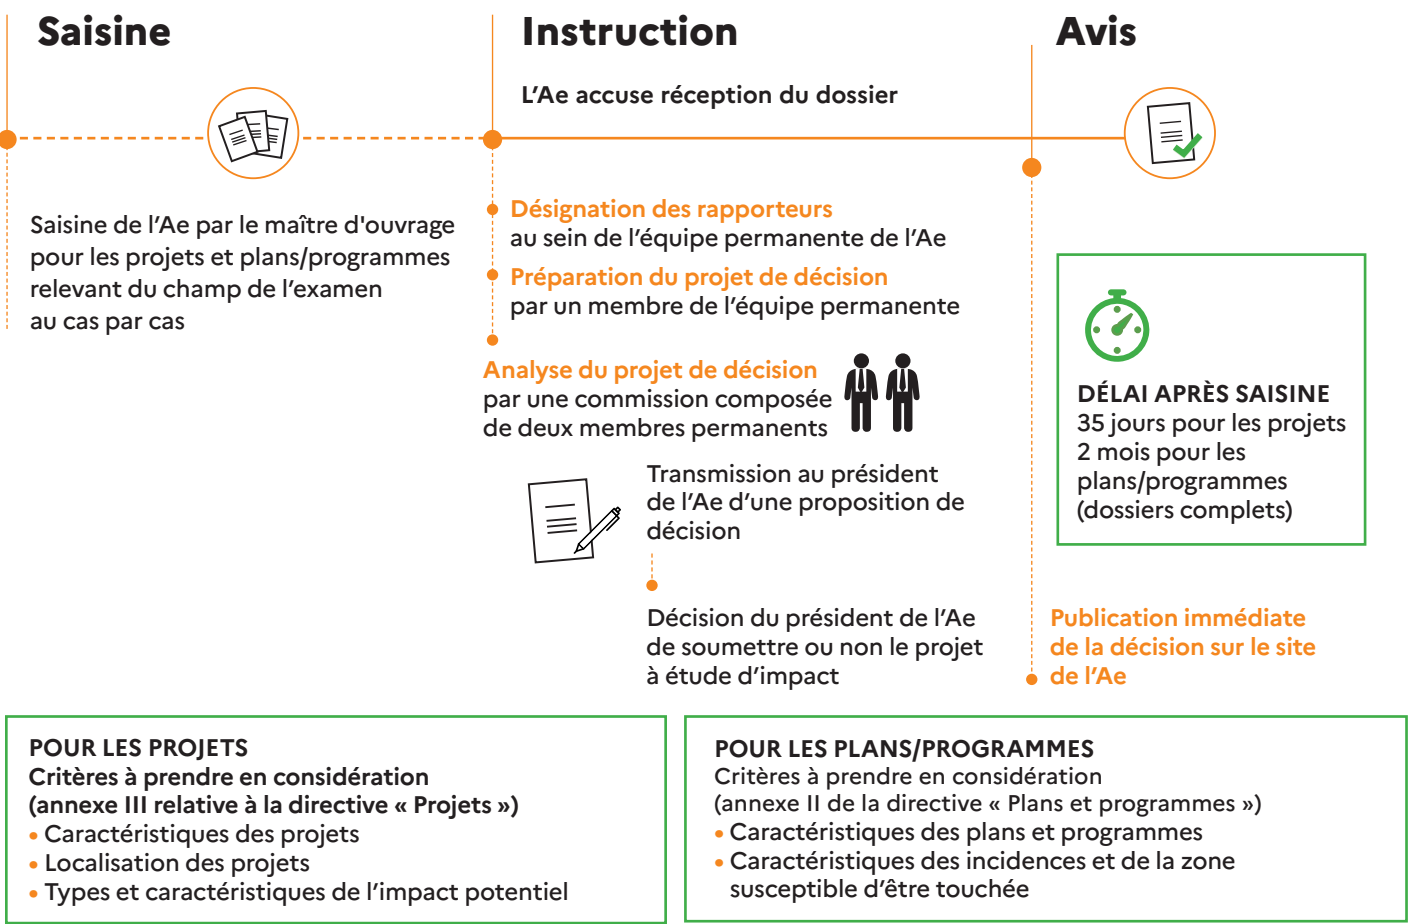 Saisine
Saisine de l’Ae par le maître d'ouvrage
pour les projets et plans/programmes
relevant du champ de l’examen
au cas par cas
Instruction
L’Ae accuse réception du dossier
Désignation des rapporteurs
au sein de l’équipe permanente de l’Ae
Préparation du projet de décision
par un membre de l’équipe permanente
Analyse du projet de décision
par une commission composée
de deux membres permanents
Transmission au président
de l’Ae d’une proposition de
décision
Décision du président de l’Ae
de soumettre ou non le projet
à étude d’impact
Avis
DÉLAI APRÈS SAISINE
35 jours pour les projets
2 mois pour les
plans/programmes
(dossiers complets)
Publication immédiate
de la décision sur le site
de l’Ae
POUR LES PROJETS
Critères à prendre en considération
(annexe III relative à la directive « Projets »)
• Caractéristiques des projets
• Localisation des projets
• Types et caractéristiques de l’impact potentiel
POUR LES PLANS/PROGRAMMES
Critères à prendre en considération
(annexe II de la directive « Plans et programmes »)
• Caractéristiques des plans et programmes
• Caractéristiques des incidences et de la zone
susceptible d’être touchée